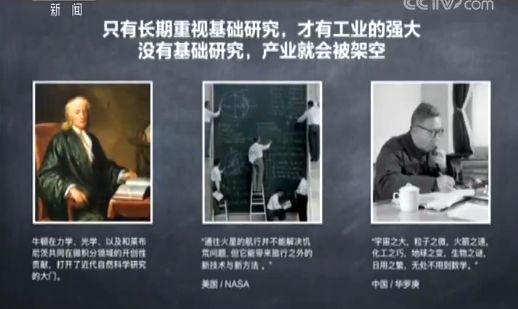 新闻
CCTV.com
只有长期重视基础研究，才有工业的强大
没有基础研究，产业就会被架空
牛顿在力学、光学、以及和莱布
尼茨共同在微积分领域的开创性
贡献，打开了近代自然科学研究
的大门。
“通往火星的航行并不能解决饥
荒问题，但它能带来旅行之外的
新技术与新方法 。”
美国 / NASA
“宇宙之大，粒子之微，火箭之速，
化工之巧，地球之变，生物之谜，
日用之繁，无处不用到数学。”
中国 / 华罗庚